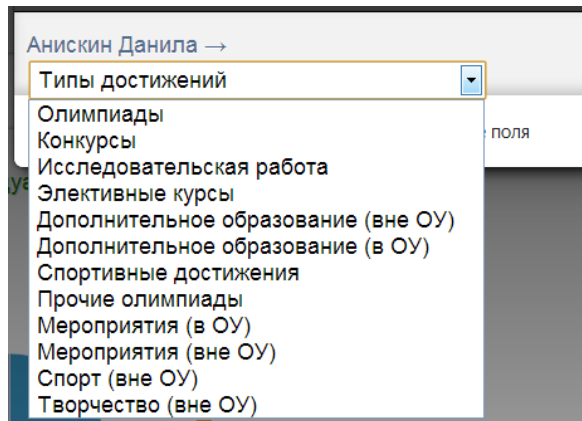 Анискин Данила →
Типы достижений
Олимпиады
Конкурсы
поля
Исследовательская работа
Элективные курсы
Дополнительное образование (вне ОУ)
Дополнительное образование (в ОУ)
Спортивные достижения
Прочие олимпиады
Мероприятия (в ОУ)
Мероприятия (вне ОУ)
Спорт (вне ОУ)
Творчество (вне ОУ)